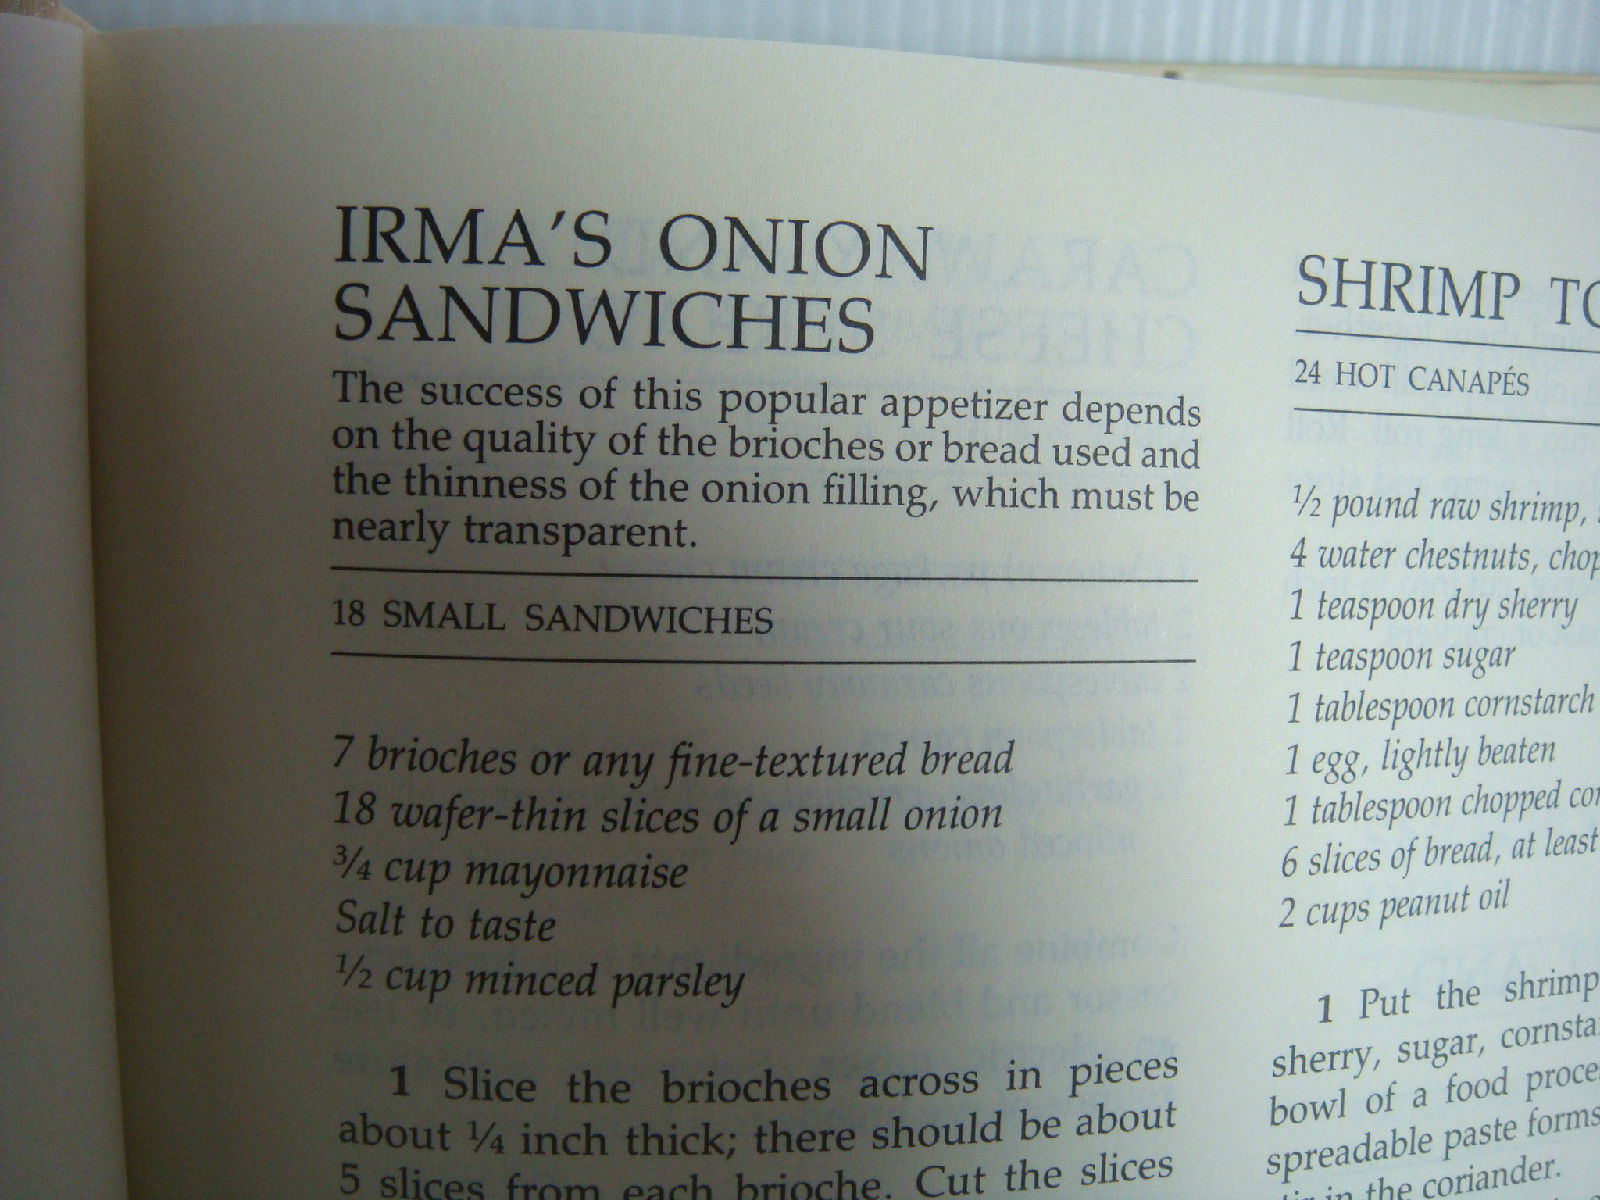 IRMA'S ONION
SANDWICHES
The success of this popular appetizer depends
on the quality of the brioches or bread used and
the thinness of the onion filling, which must be
nearly transparent.
18 SMALL SANDWICHES
7 brioches or any fine-textured bread
18 wafer-thin slices of a small onion
¾ cup mayonnaise
Salt to taste
½ cup minced parsley
1 Slice the brioches across in pieces
about ¼ inch thick; there should be about
5 slices from each brioche. Cut the slices
SHRIMP
24 HOT CANAPÉS
½ pound raw shrimp,
4 water chestnuts,
1 teaspoon dry sherry
1 teaspoon sugar
1 tablespoon cornstarch
1 egg, lightly beaten
1 tablespoon chopped
6 slices of bread, at least
2 cups peanut oil
1 Put the shrimp
sherry, sugar,
bowl of a food
spreadable paste forms
in the coriander.